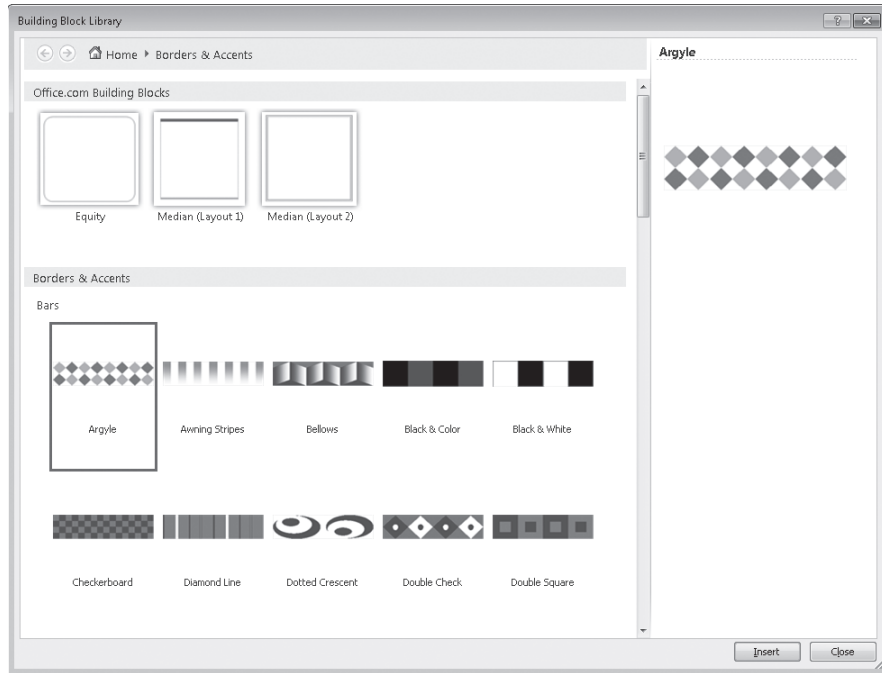 Building Block Library
Home ▸ Borders & Accents
Argyle
Office.com Building Blocks
Equity
Median (Layout 1)
Median (Layout 2)
Borders & Accents
Bars
Argyle
Awning Stripes
Bellows
Black & Color
Black & White
Checkerboard
Diamond Line
Dotted Crescent
Double Check
Double Square
Insert
Close